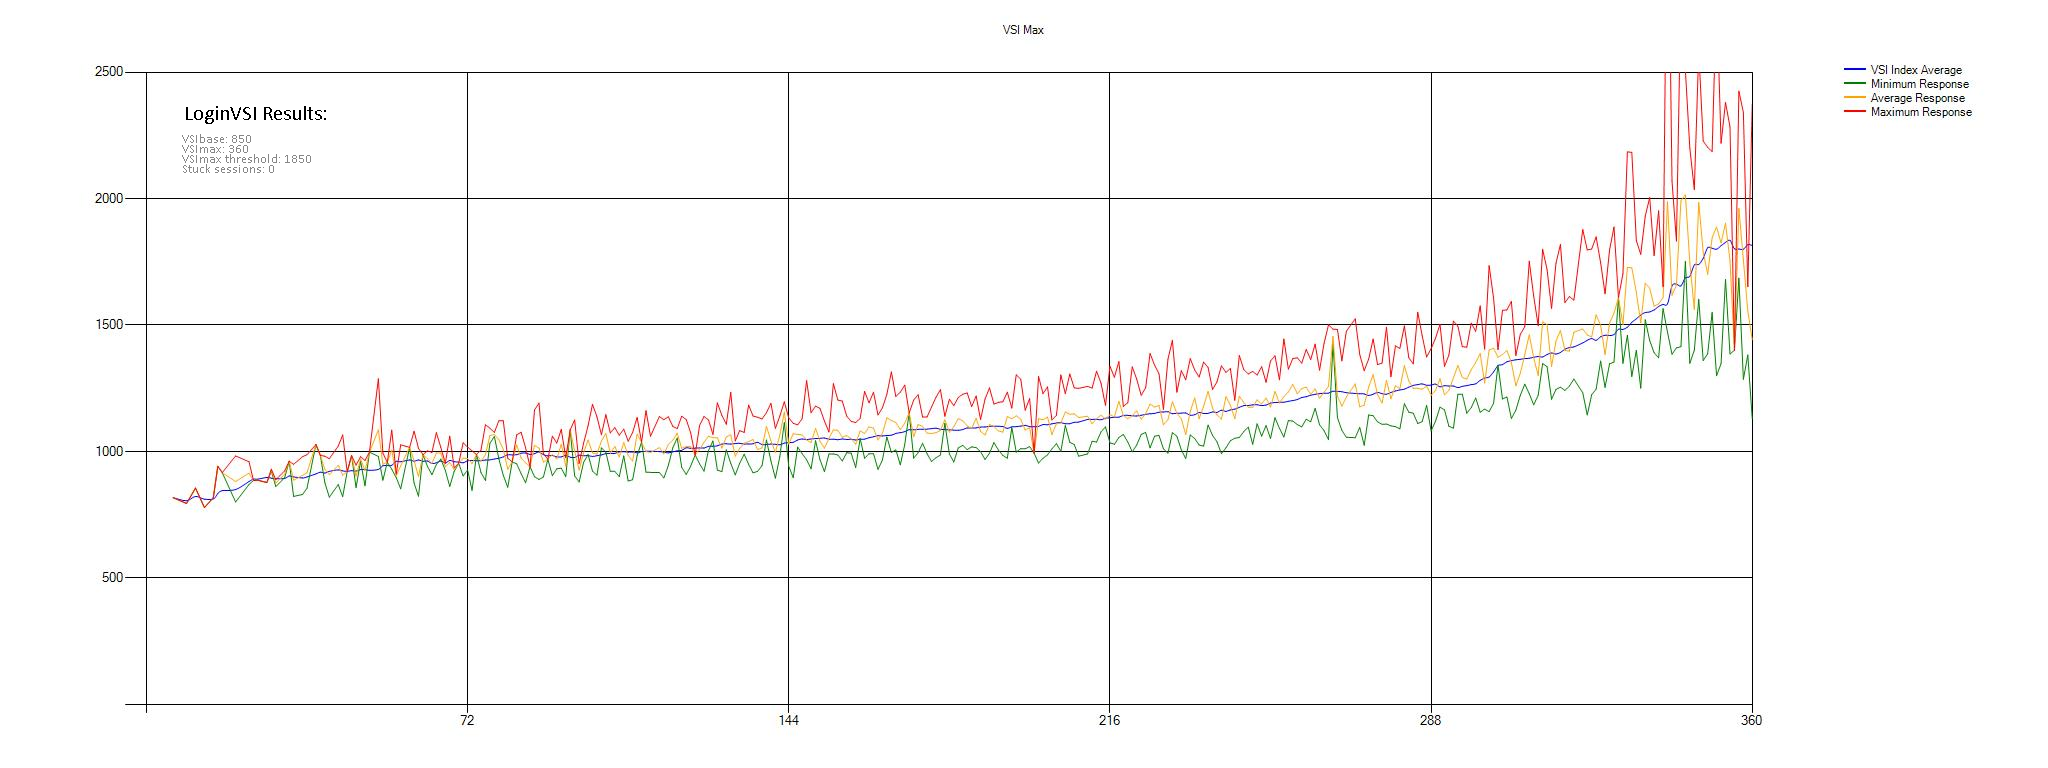 VSI Max
2500
2000
1500
1000
500
LoginVSI Results:
VSIbase: 850
VSImax: 360
VSImax threshold: 1850
Stuck sessions: 0
VSI Index Average
Minimum Response
Average Response
Maximum Response
72
144
216
288
360